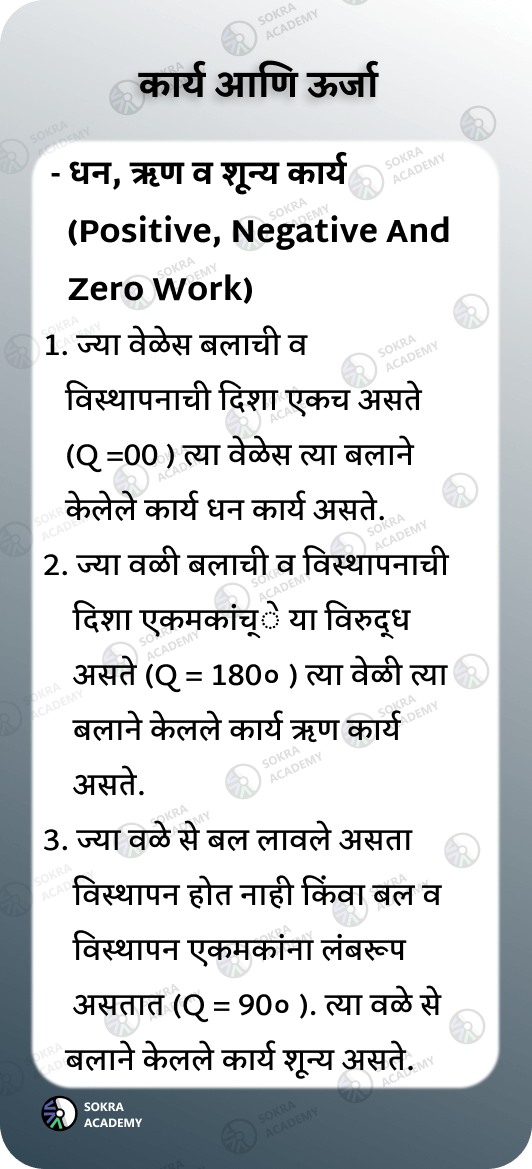 कार्य आणि ऊर्जा
- धन, ऋण व शून्य कार्य
(Positive, Negative And
Zero Work)
1. ज्या वेळेस बलाची व
विस्थापनाची दिशा एकच असते
(Q =00 ) त्या वेळेस त्या बलाने
केलेले कार्य धन कार्य असते.
2. ज्या वळी बलाची व विस्थापनाची
दिशा एकमकांच् े या विरुद्ध
असते (Q = 180० ) त्या वेळी त्या
बलाने केलले कार्य ऋण कार्य
असते.
3. ज्या वळे से बल लावले असता
विस्थापन होत नाही किंवा बल व
विस्थापन एकमकांना लंबरूप
असतात (Q = 90० ). त्या वळे से
बलाने केलले कार्य शून्य असते.
SOKRA
ACADEMY